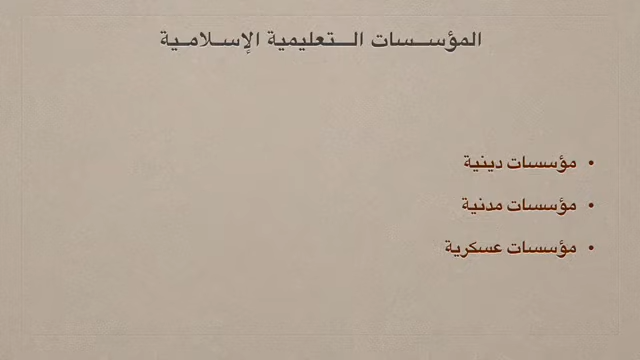 المؤسسات التعليمية الإسلامية
• مؤسسات دينية
• مؤسسات مدنية
• مؤسسات عسكرية